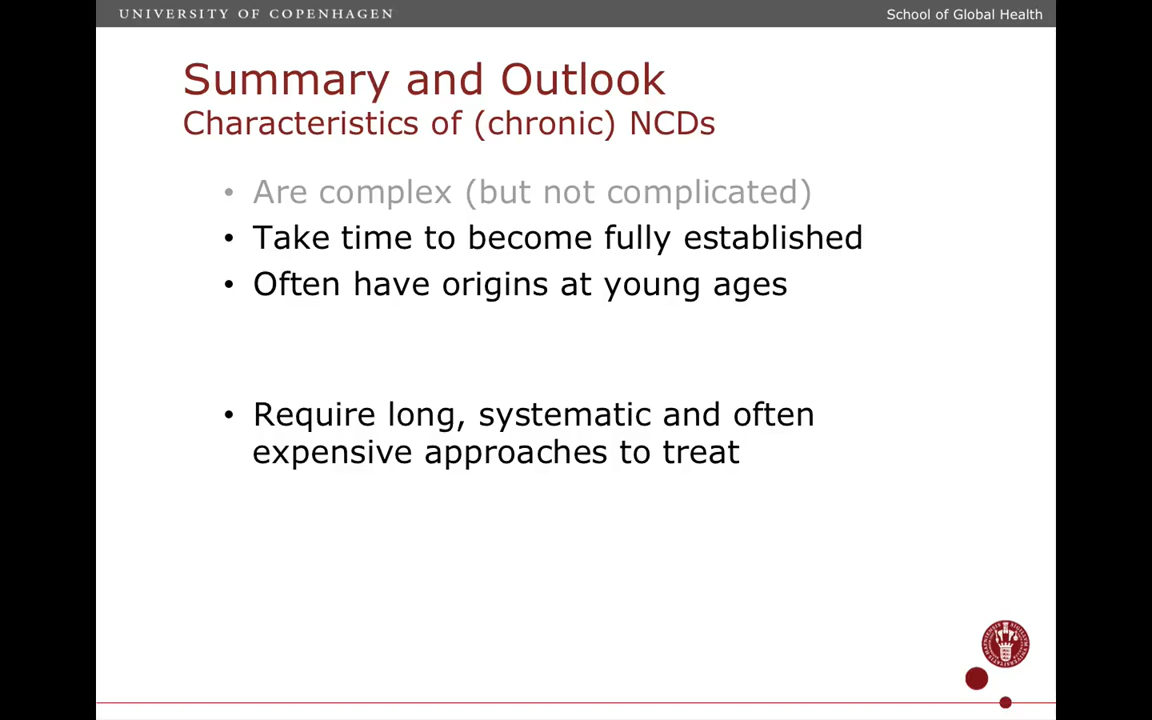 UNIVERSITY OF COPENHAGEN
School of Global Health
Summary and Outlook
Characteristics of (chronic) NCDs
• Are complex (but not complicated)
• Take time to become fully established
• Often have origins at young ages
• Require long, systematic and often
expensive approaches to treat